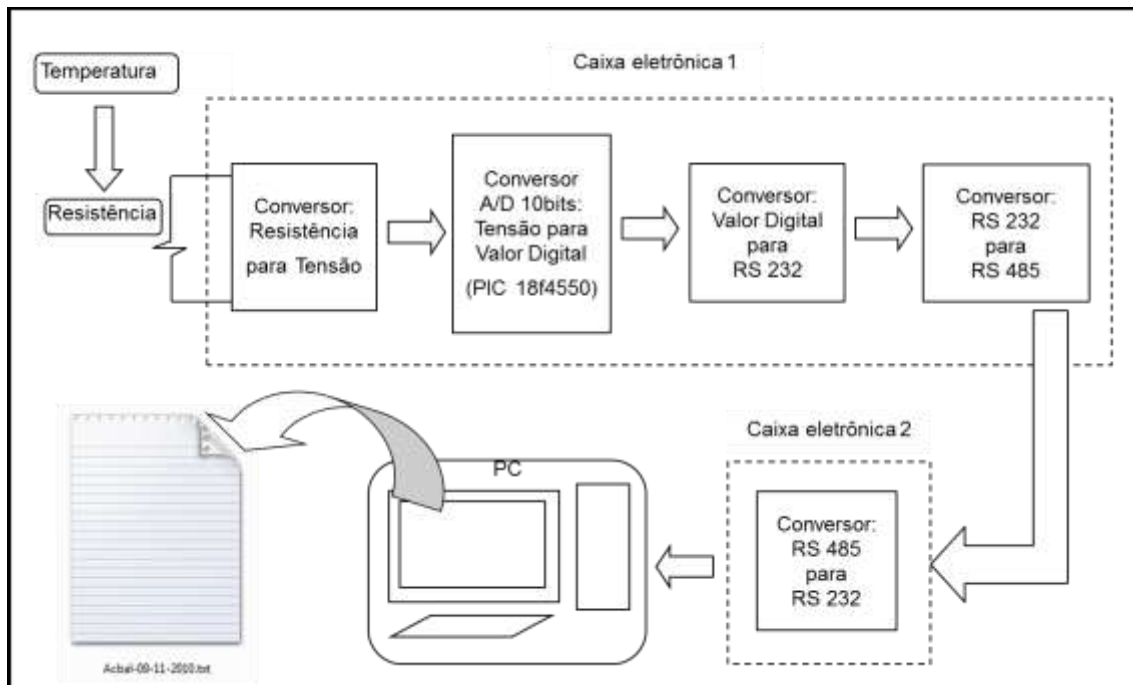 Caixa eletrônica 1
Temperatura
Resistência
Conversor:
Resistência
para Tensão
Conversor
A/D 10bits:
Tensão para
Valor Digital
(PIC 18f4550)
Conversor:
Valor Digital
para
RS 232
Conversor:
RS 232
para
RS 485
Caixa eletrônica 2
Conversor:
RS 485
para
RS 232
PC